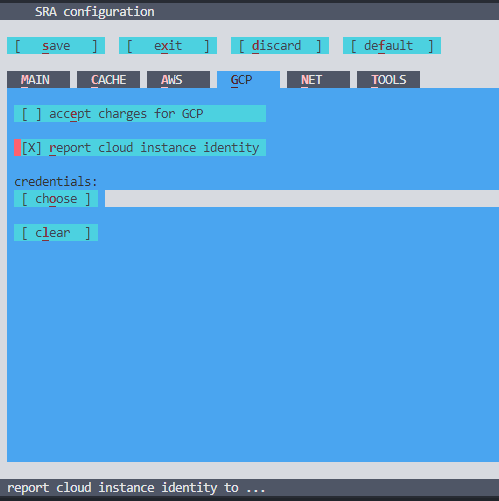 SRA configuration
[   save   ] [   exit   ] [ discard  ] [ default  ]
MAIN CACHE AWS GCP NET TOOLS
[ ] accept charges for GCP
[X] report cloud instance identity
credentials:
[ choose ]
[ clear  ]
report cloud instance identity to ...